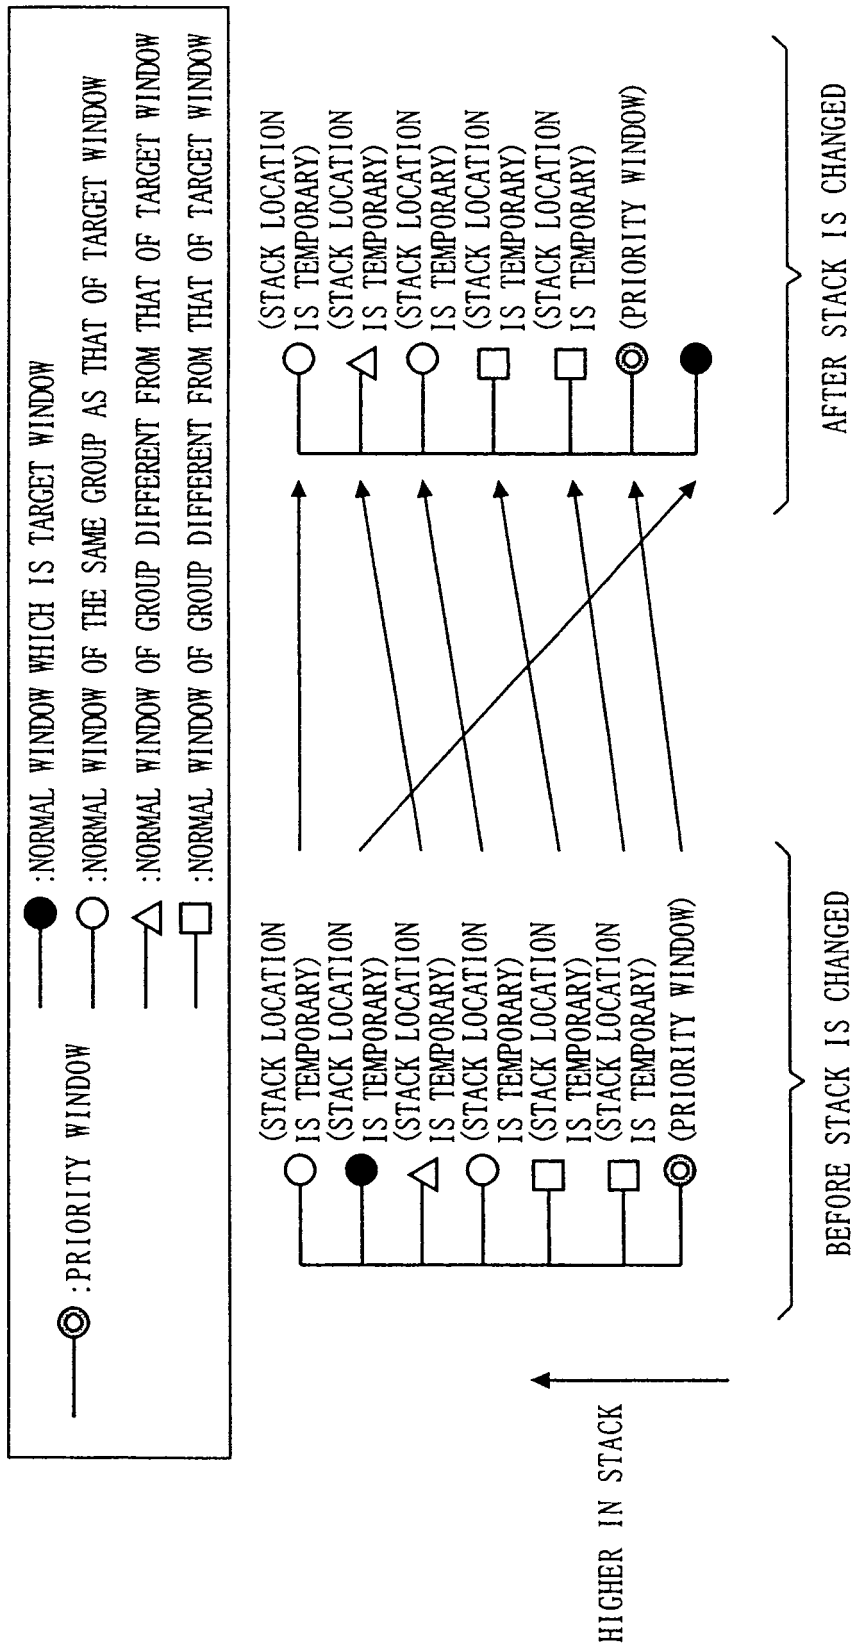 :PRIORITY WINDOW
:NORMAL WINDOW WHICH IS TARGET WINDOW
:NORMAL WINDOW OF THE SAME GROUP AS THAT OF TARGET WINDOW
:NORMAL WINDOW OF GROUP DIFFERENT FROM THAT OF TARGET WINDOW
:NORMAL WINDOW OF GROUP DIFFERENT FROM THAT OF TARGET WINDOW
HIGHER IN STACK
(STACK LOCATION
IS TEMPORARY)
(STACK LOCATION
IS TEMPORARY)
(STACK LOCATION
IS TEMPORARY)
(STACK LOCATION
IS TEMPORARY)
(STACK LOCATION
IS TEMPORARY)
(STACK LOCATION
IS TEMPORARY)
(PRIORITY WINDOW)
BEFORE STACK IS CHANGED
(STACK LOCATION
IS TEMPORARY)
(STACK LOCATION
IS TEMPORARY)
(STACK LOCATION
IS TEMPORARY)
(STACK LOCATION
IS TEMPORARY)
(STACK LOCATION
IS TEMPORARY)
(PRIORITY WINDOW)
AFTER STACK IS CHANGED